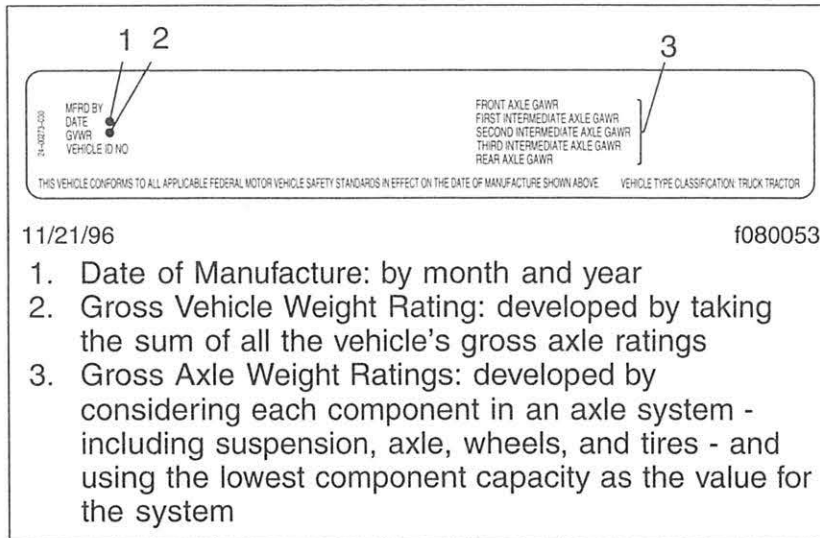 1 2 3
MFRD BY
DATE
GVWR
VEHICLE ID NO
24-00273-030
FRONT AXLE GAWR
FIRST INTERMEDIATE AXLE GAWR
SECOND INTERMEDIATE AXLE GAWR
THIRD INTERMEDIATE AXLE GAWR
REAR AXLE GAWR
THIS VEHICLE CONFORMS TO ALL APPLICABLE FEDERAL MOTOR VEHICLE SAFETY STANDARDS IN EFFECT ON THE DATE OF MANUFACTURE SHOWN ABOVE. VEHICLE TYPE CLASSIFICATION: TRUCK TRACTOR
11/21/96 f080053
1. Date of Manufacture: by month and year
2. Gross Vehicle Weight Rating: developed by taking
the sum of all the vehicle's gross axle ratings
3. Gross Axle Weight Ratings: developed by
considering each component in an axle system -
including suspension, axle, wheels, and tires - and
using the lowest component capacity as the value for
the system